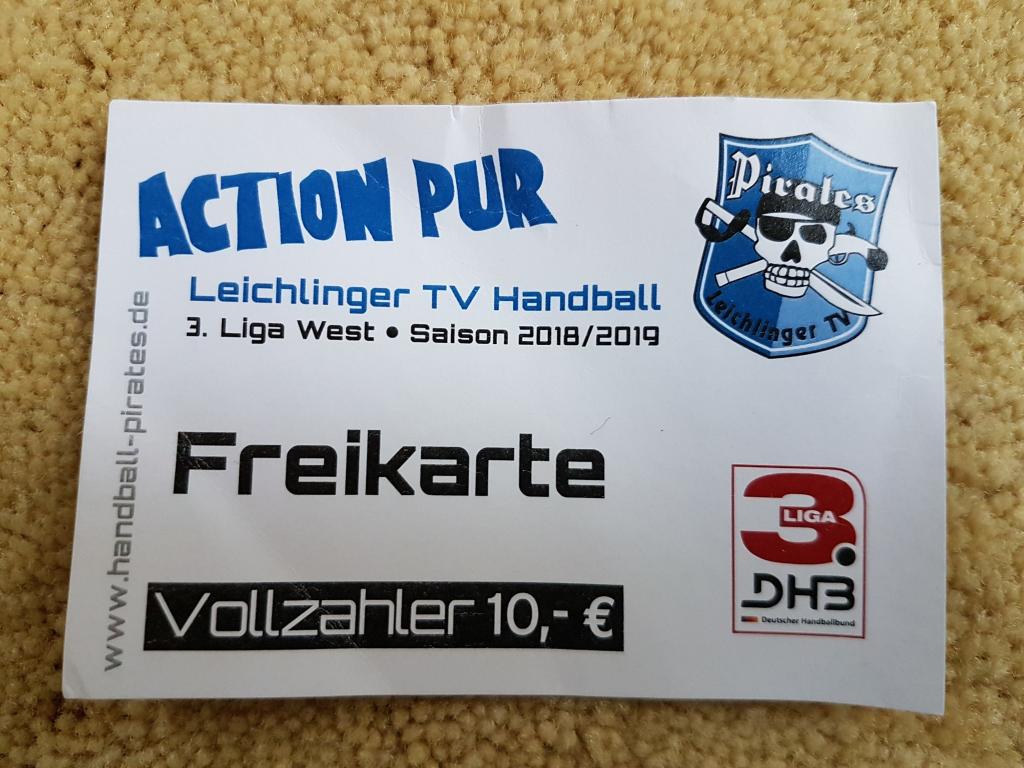 ACTION PUR
Leichlinger TV Handball
3. Liga West • Saison 2018/2019
Freikarte
Vollzahler 10,- €
www.handball-pirates.de
Pirates
Leichlinger TV
3.
LIGA
DHB
Deutscher Handballbund